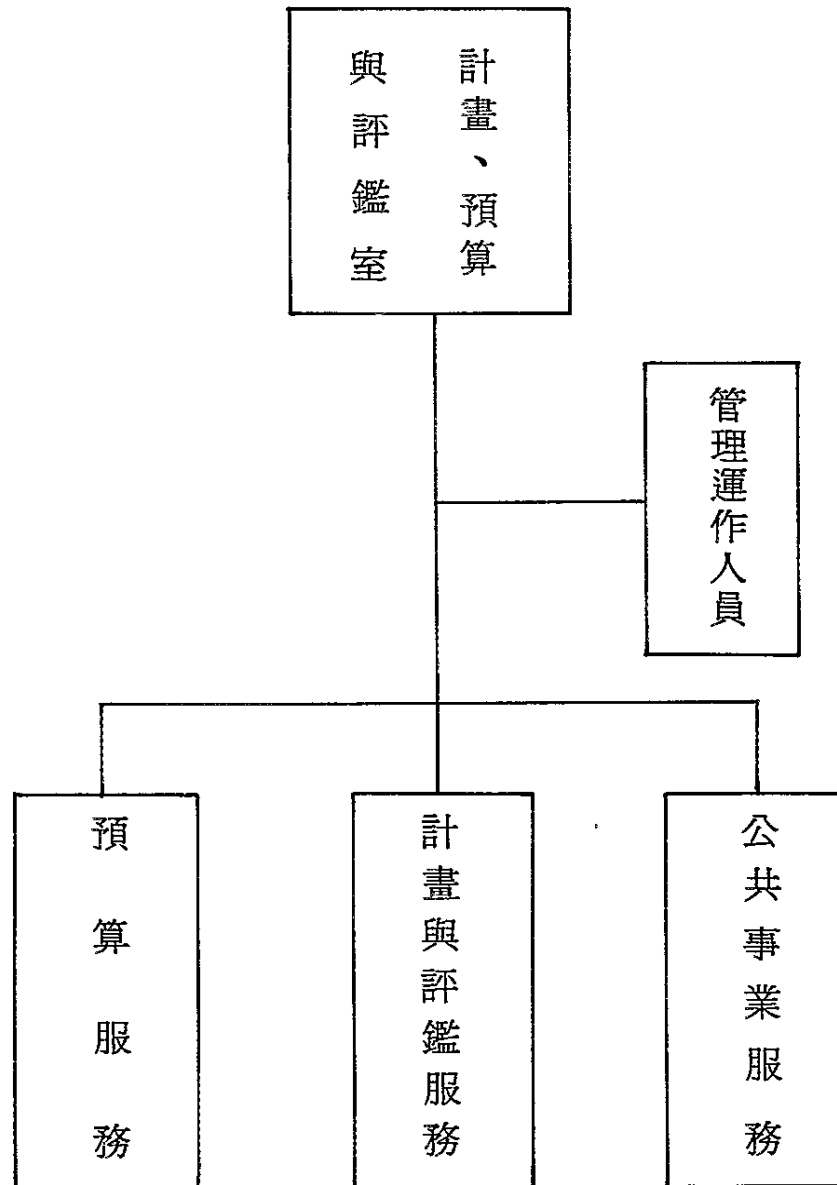 計畫、預算
與評鑑室
管理運作人員
公共事業服務
計畫與評鑑服務
預算服務